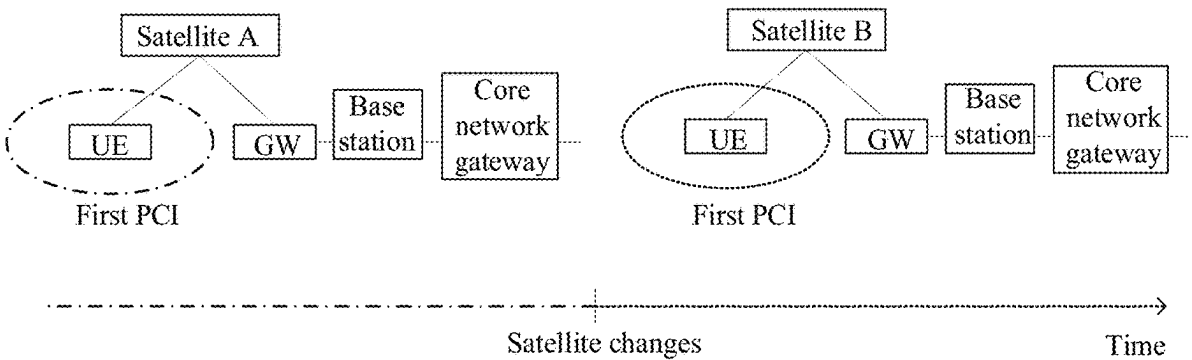 Satellite A
UE
GW
Base
station
Core
network
gateway
First PCI
Satellite B
UE
GW
Base
station
Core
network
gateway
First PCI
Satellite changes
Time